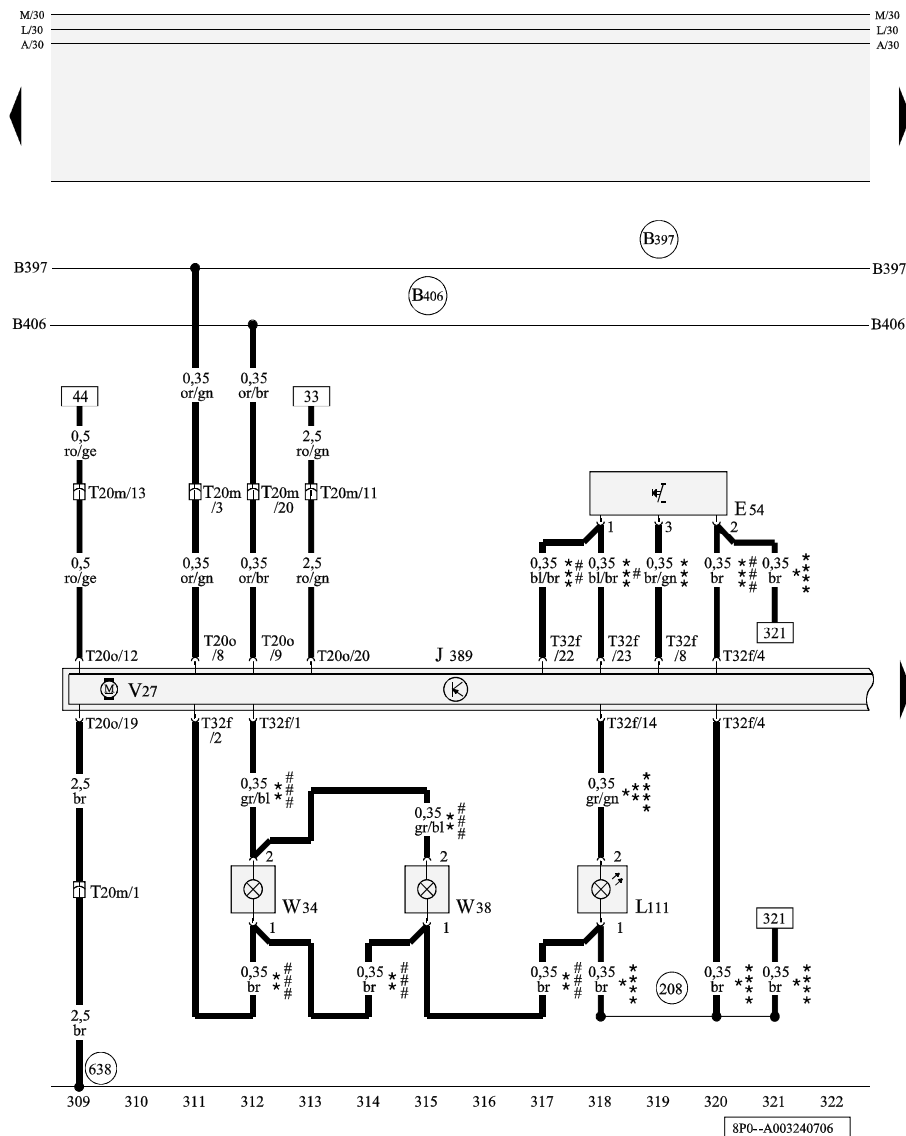 M/30 M/30
L/30 L/30
A/30 A/30
B397
B397 B397
B406
B406 B406
0,35 0,35
or/gn or/br
44 33
0,5 2,5
ro/ge ro/gn
T20m/13 T20m T20m T20m/11
/3 /20
E54
1 3 2
0,5 0,35 0,35 2,5 0,35 0,35 0,35 0,35 0,35
ro/ge or/gn or/br ro/gn bl/br ***## bl/br **# br/gn *** br ***### br *****
321
T20o/12 T20o T20o T20o/20 J 389 T32f T32f T32f T32f/4
/8 /9 /22 /23 /8
M V27
T20o/19 T32f T32f/1 T32f/14 T32f/4
/2
2,5 0,35 0,35
br gr/bl **### gr/gn *****
0,35
gr/bl **###
2 2 2
T20m/1
W34 W38 L111
1 1 1
321
0,35 0,35 0,35 0,35 0,35 0,35
br **### br **### br **### br ***** br ***** br *****
208
2,5
br
638
309 310 311 312 313 314 315 316 317 318 319 320 321 322
8P0--A003240706